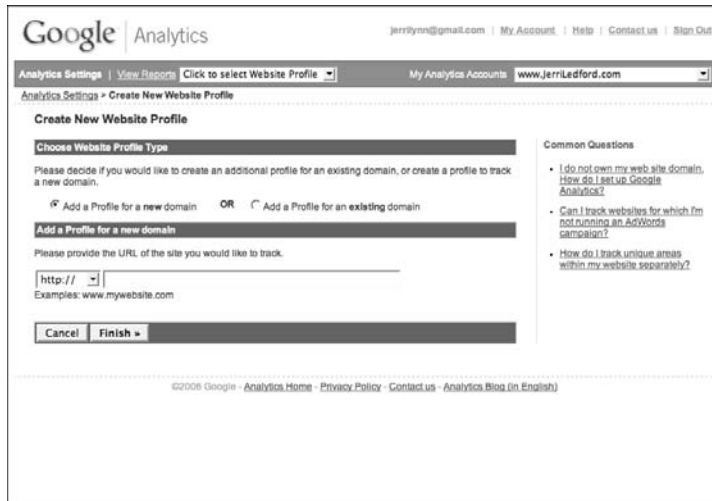 Google Analytics
jerrilynn@gmail.com | My Account | Help | Contact us | Sign Out
Analytics Settings | View Reports Click to select Website Profile My Analytics Accounts www.JerriLedford.com
Analytics Settings > Create New Website Profile
Create New Website Profile
Choose Website Profile Type
Please decide if you would like to create an additional profile for an existing domain, or create a profile to track
a new domain.
Add a Profile for a new domain OR Add a Profile for an existing domain
Add a Profile for a new domain
Please provide the URL of the site you would like to track.
http://
Examples: www.mywebsite.com
Cancel Finish »
Common Questions
• I do not own my web site domain.
How do I set up Google
Analytics?
• Can I track websites for which I'm
not running an AdWords
campaign?
• How do I track unique areas
within my website separately?
©2006 Google - Analytics Home - Privacy Policy - Contact us - Analytics Blog (in English)